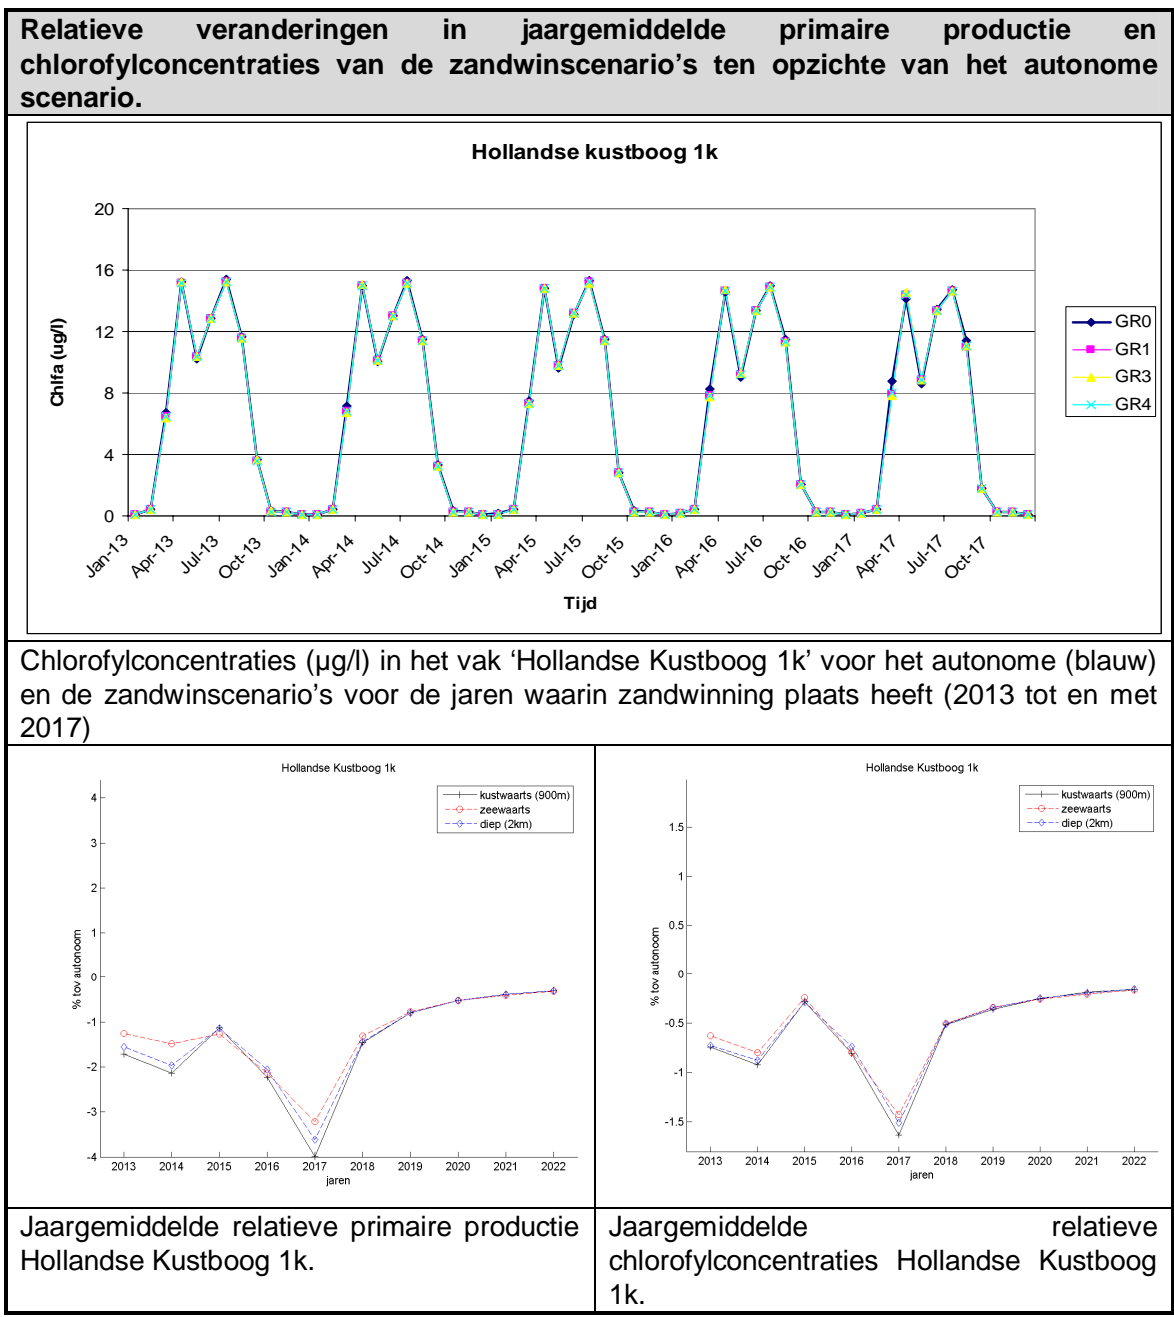 Relatieve veranderingen in jaargemiddelde primaire productie en
chlorofylconcentraties van de zandwinscenario's ten opzichte van het autonome
scenario.
Hollandse kustboog 1k
20
16
12
8
4
0
Chlfa (ug/l)
Jan-13 Apr-13 Jul-13 Oct-13 Jan-14 Apr-14 Jul-14 Oct-14 Jan-15 Apr-15 Jul-15 Oct-15 Jan-16 Apr-16 Jul-16 Oct-16 Jan-17 Apr-17 Jul-17 Oct-17
Tijd
GR0
GR1
GR3
GR4
Chlorofylconcentraties (µg/l) in het vak ‘Hollandse Kustboog 1k’ voor het autonome (blauw)
en de zandwinscenario's voor de jaren waarin zandwinning plaats heeft (2013 tot en met
2017)
Hollandse Kustboog 1k
kustwaarts (900m)
zeewaarts
diep (2km)
4
3
2
1
0
-1
-2
-3
-4
% tov autonoom
2013 2014 2015 2016 2017 2018 2019 2020 2021 2022
jaren
Hollandse Kustboog 1k
kustwaarts (900m)
zeewaarts
diep (2km)
1.5
1
0.5
0
-0.5
-1
-1.5
% tov autonoom
2013 2014 2015 2016 2017 2018 2019 2020 2021 2022
jaren
Jaargemiddelde relatieve primaire productie
Hollandse Kustboog 1k.
Jaargemiddelde relatieve
chlorofylconcentraties Hollandse Kustboog
1k.